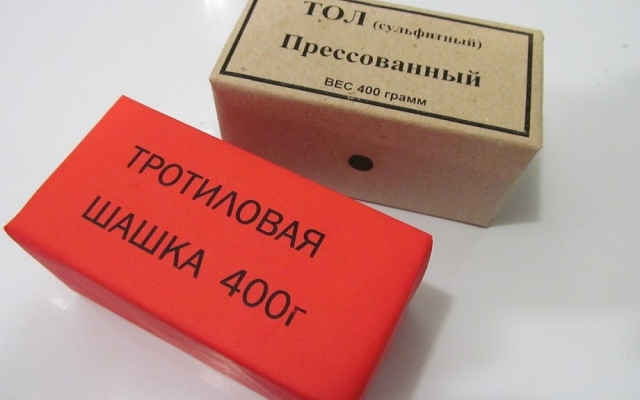 ТОЛ (сульфитный)
Прессованный
ВЕС 400 грамм
ТРОТИЛОВАЯ
ШАШКА 400г